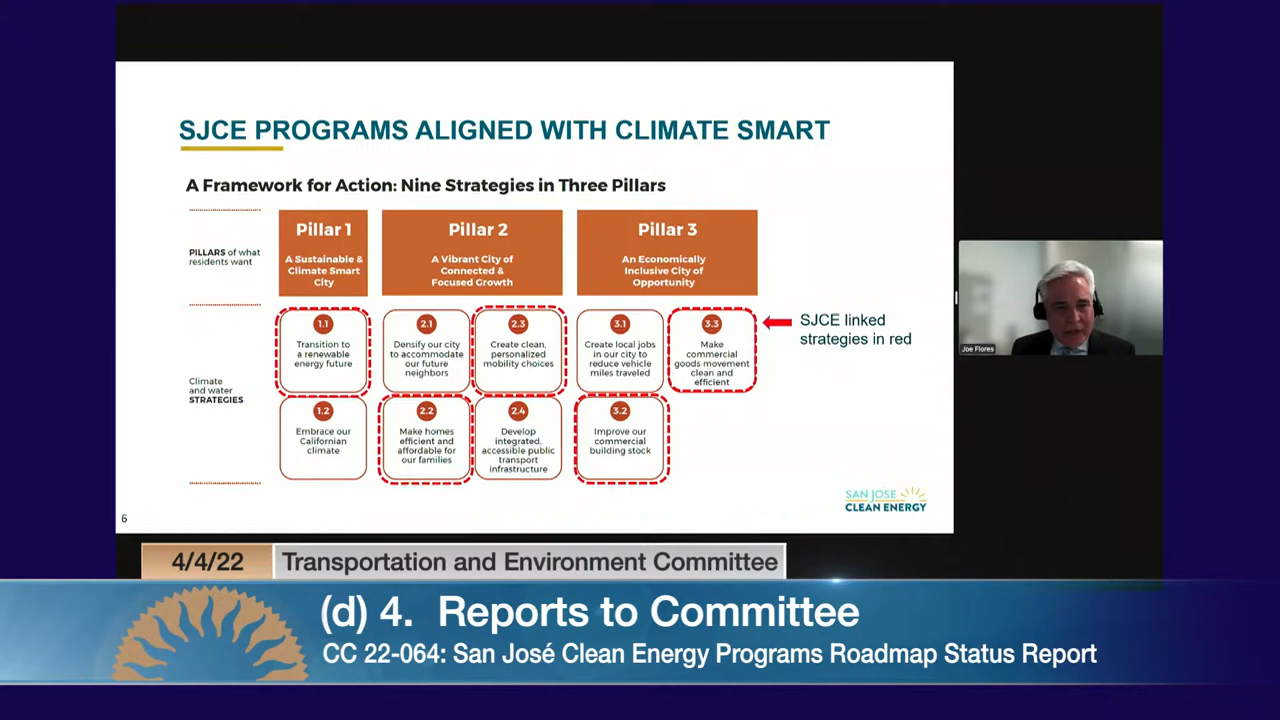 SJCE PROGRAMS ALIGNED WITH CLIMATE SMART
A Framework for Action: Nine Strategies in Three Pillars
PILLARS of what
residents want
Pillar 1
A Sustainable &
Climate Smart
City
Pillar 2
A Vibrant City of
Connected &
Focused Growth
Pillar 3
An Economically
Inclusive City of
Opportunity
Climate
and water
STRATEGIES
1.1
Transition to
a renewable
energy future
2.1
Densify our city
to accommodate
our future
neighbors
2.3
Create clean,
personalized
mobility choices
3.1
Create local jobs
in our city to
reduce vehicle
miles traveled
3.3
Make
commercial
goods movement
clean and
efficient
SJCE linked
strategies in red
1.2
Embrace our
Californian
climate
2.2
Make homes
efficient and
affordable for
our families
2.4
Develop
integrated,
accessible public
transport
infrastructure
3.2
Improve our
commercial
building stock
SAN JOSE
CLEAN ENERGY
6
Joe Flores
4/4/22
Transportation and Environment Committee
(d) 4. Reports to Committee
CC 22-064: San José Clean Energy Programs Roadmap Status Report